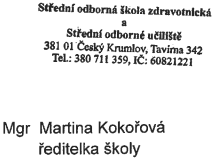 Střední odborná škola zdravotnická
a
Střední odborné učiliště
381 01 Český Krumlov, Tavírna 342
Tel.: 380 711 359, IČ: 60821221
Mgr Martina Kokořová
ředitelka školy